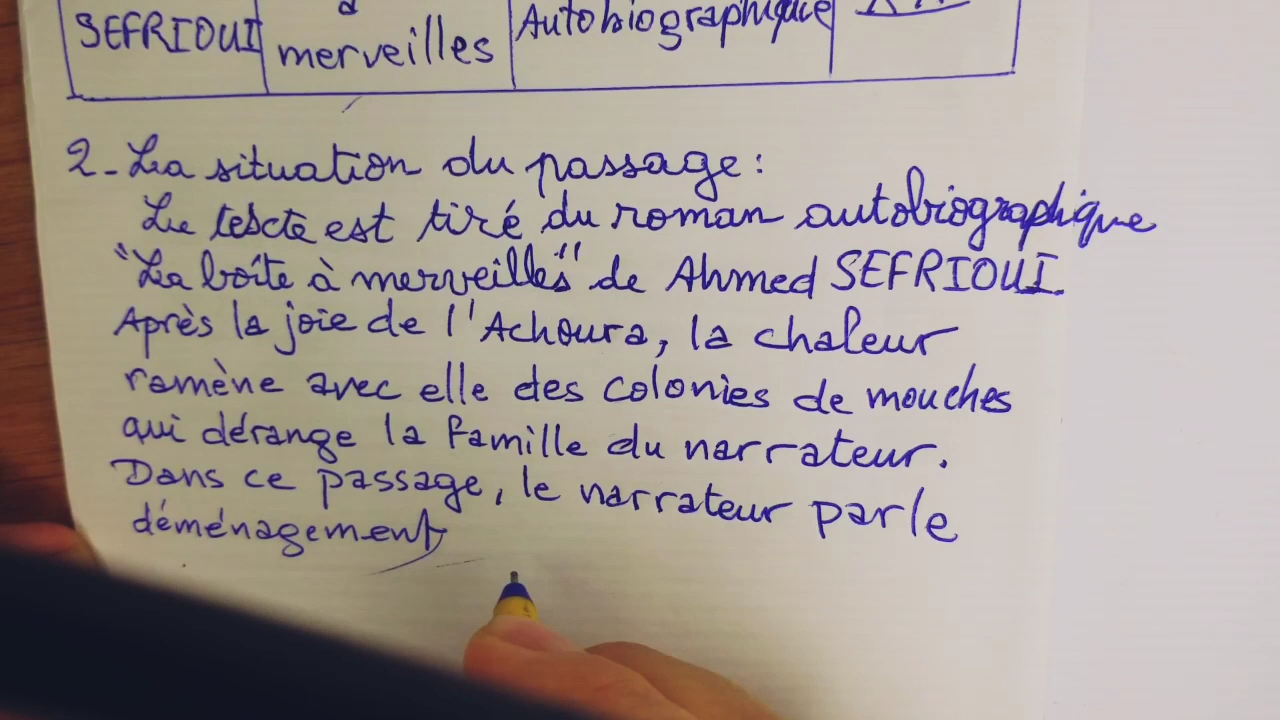 à
SEFRIOUI merveilles Autobiographique
2- La situation du passage :
Le texte est tiré du roman autobiographique
"La boîte à merveilles" de Ahmed SEFRIOUI.
Après la joie de l'Achoura, la chaleur
ramène avec elle des colonies de mouches
qui dérange la famille du narrateur.
Dans ce passage, le narrateur parle
déménagement